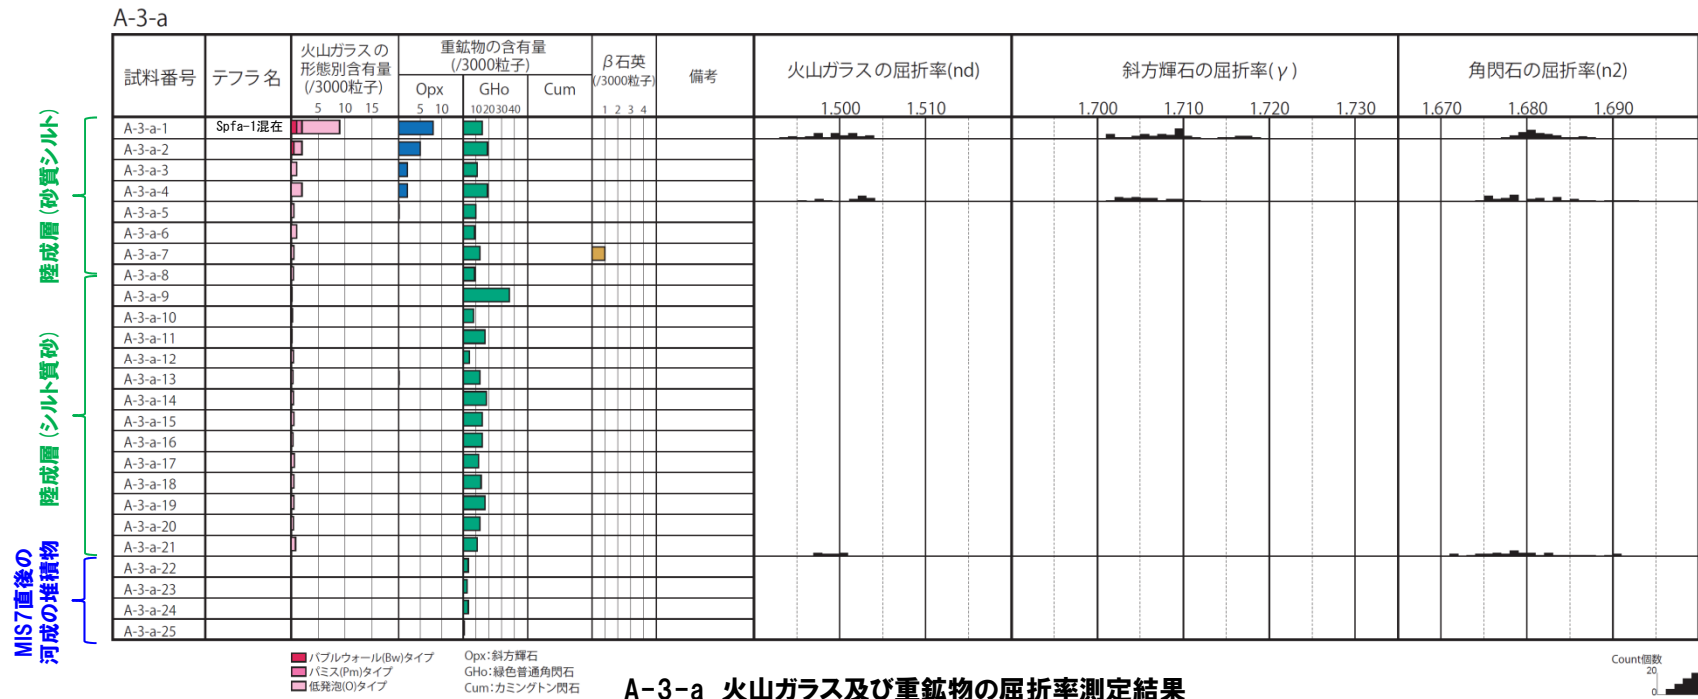 A-3-a
試料番号
テフラ名
火山ガラスの
形態別含有量
(/3000粒子)
5 10 15
重鉱物の含有量
(/3000粒子)
Opx
5 10
GHo
10203040
Cum
β石英
(/3000粒子)
1 2 3 4
備考
火山ガラスの屈折率(nd)
1.500 1.510
斜方輝石の屈折率(γ)
1.700 1.710 1.720 1.730
角閃石の屈折率(n2)
1.670 1.680 1.690
陸成層(砂質シルト)
陸成層(シルト質砂)
MIS7直後の
河成の堆積物
A-3-a-1 Spfa-1混在
A-3-a-2
A-3-a-3
A-3-a-4
A-3-a-5
A-3-a-6
A-3-a-7
A-3-a-8
A-3-a-9
A-3-a-10
A-3-a-11
A-3-a-12
A-3-a-13
A-3-a-14
A-3-a-15
A-3-a-16
A-3-a-17
A-3-a-18
A-3-a-19
A-3-a-20
A-3-a-21
A-3-a-22
A-3-a-23
A-3-a-24
A-3-a-25
バブルウォール(Bw)タイプ
パミス(Pm)タイプ
低発泡(O)タイプ
Opx:斜方輝石
GHo:緑色普通角閃石
Cum:カミングトン閃石
A-3-a 火山ガラス及び重鉱物の屈折率測定結果
Count個数
20
0